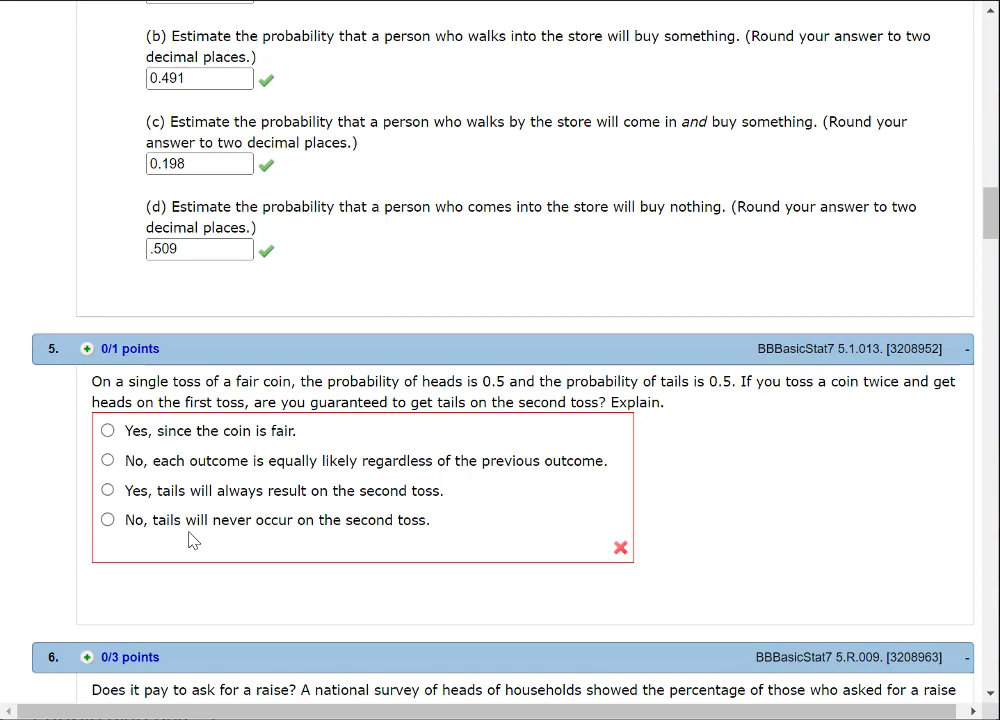 (b) Estimate the probability that a person who walks into the store will buy something. (Round your answer to two
decimal places.)
0.491
(c) Estimate the probability that a person who walks by the store will come in and buy something. (Round your
answer to two decimal places.)
0.198
(d) Estimate the probability that a person who comes into the store will buy nothing. (Round your answer to two
decimal places.)
.509
5. 0/1 points BBBasicStat7 5.1.013. [3208952] -
On a single toss of a fair coin, the probability of heads is 0.5 and the probability of tails is 0.5. If you toss a coin twice and get
heads on the first toss, are you guaranteed to get tails on the second toss? Explain.
Yes, since the coin is fair.
No, each outcome is equally likely regardless of the previous outcome.
Yes, tails will always result on the second toss.
No, tails will never occur on the second toss.
6. 0/3 points BBBasicStat7 5.R.009. [3208963] -
Does it pay to ask for a raise? A national survey of heads of households showed the percentage of those who asked for a raise